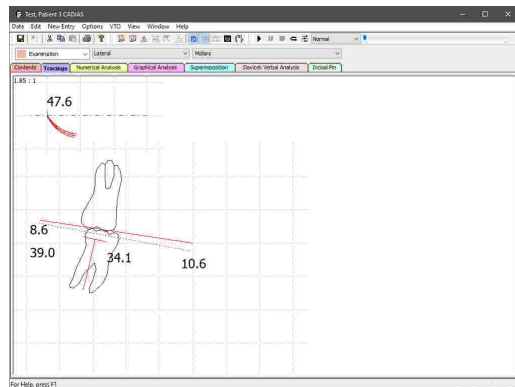 Test, Patient 3 CADIAS
Data Edit New Entry Options VTO View Window Help
Normal
Examination Lateral Molars
Contents Tracings Numerical Analysis Graphical Analysis Superimposition Slavicek Verbal Analysis Incisal Pin
1.85 : 1
47.6
8.6
39.0
34.1
10.6
For Help, press F1